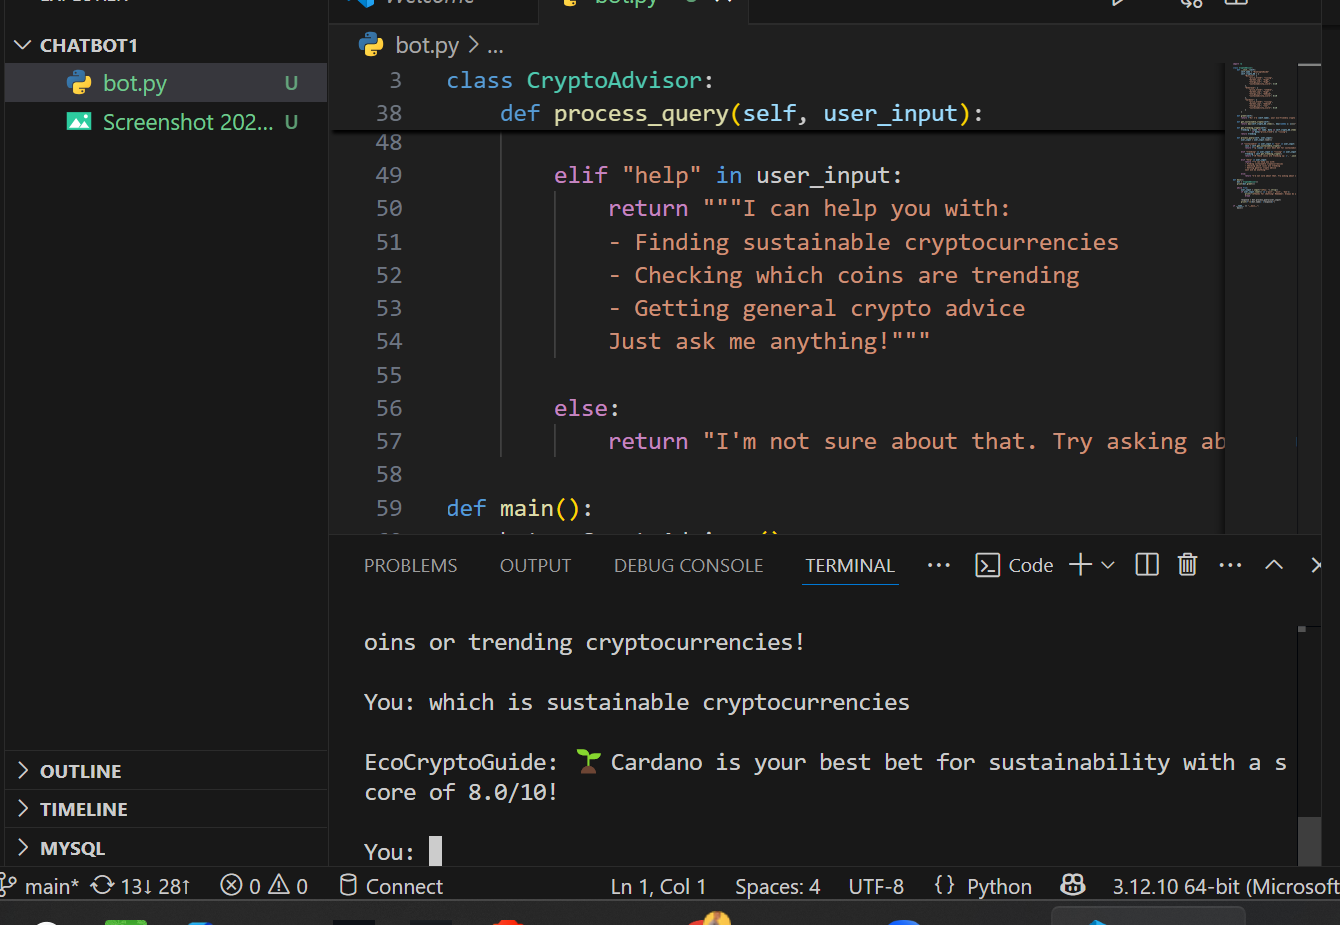 CHATBOT1
bot.py U
Screenshot 202... U
OUTLINE
TIMELINE
MYSQL
Welcome
bot.py
bot.py > ...
3 class CryptoAdvisor:
38 def process_query(self, user_input):
48
49 elif "help" in user_input:
50 return """I can help you with:
51 - Finding sustainable cryptocurrencies
52 - Checking which coins are trending
53 - Getting general crypto advice
54 Just ask me anything!"""
55
56 else:
57 return "I'm not sure about that. Try asking ab
58
59 def main():
PROBLEMS OUTPUT DEBUG CONSOLE TERMINAL ... Code
oins or trending cryptocurrencies!
You: which is sustainable cryptocurrencies
EcoCryptoGuide: 🌱 Cardano is your best bet for sustainability with a s
core of 8.0/10!
You:
main* 13↓ 28↑ 0 0 Connect Ln 1, Col 1 Spaces: 4 UTF-8 {} Python 3.12.10 64-bit (Microsoft